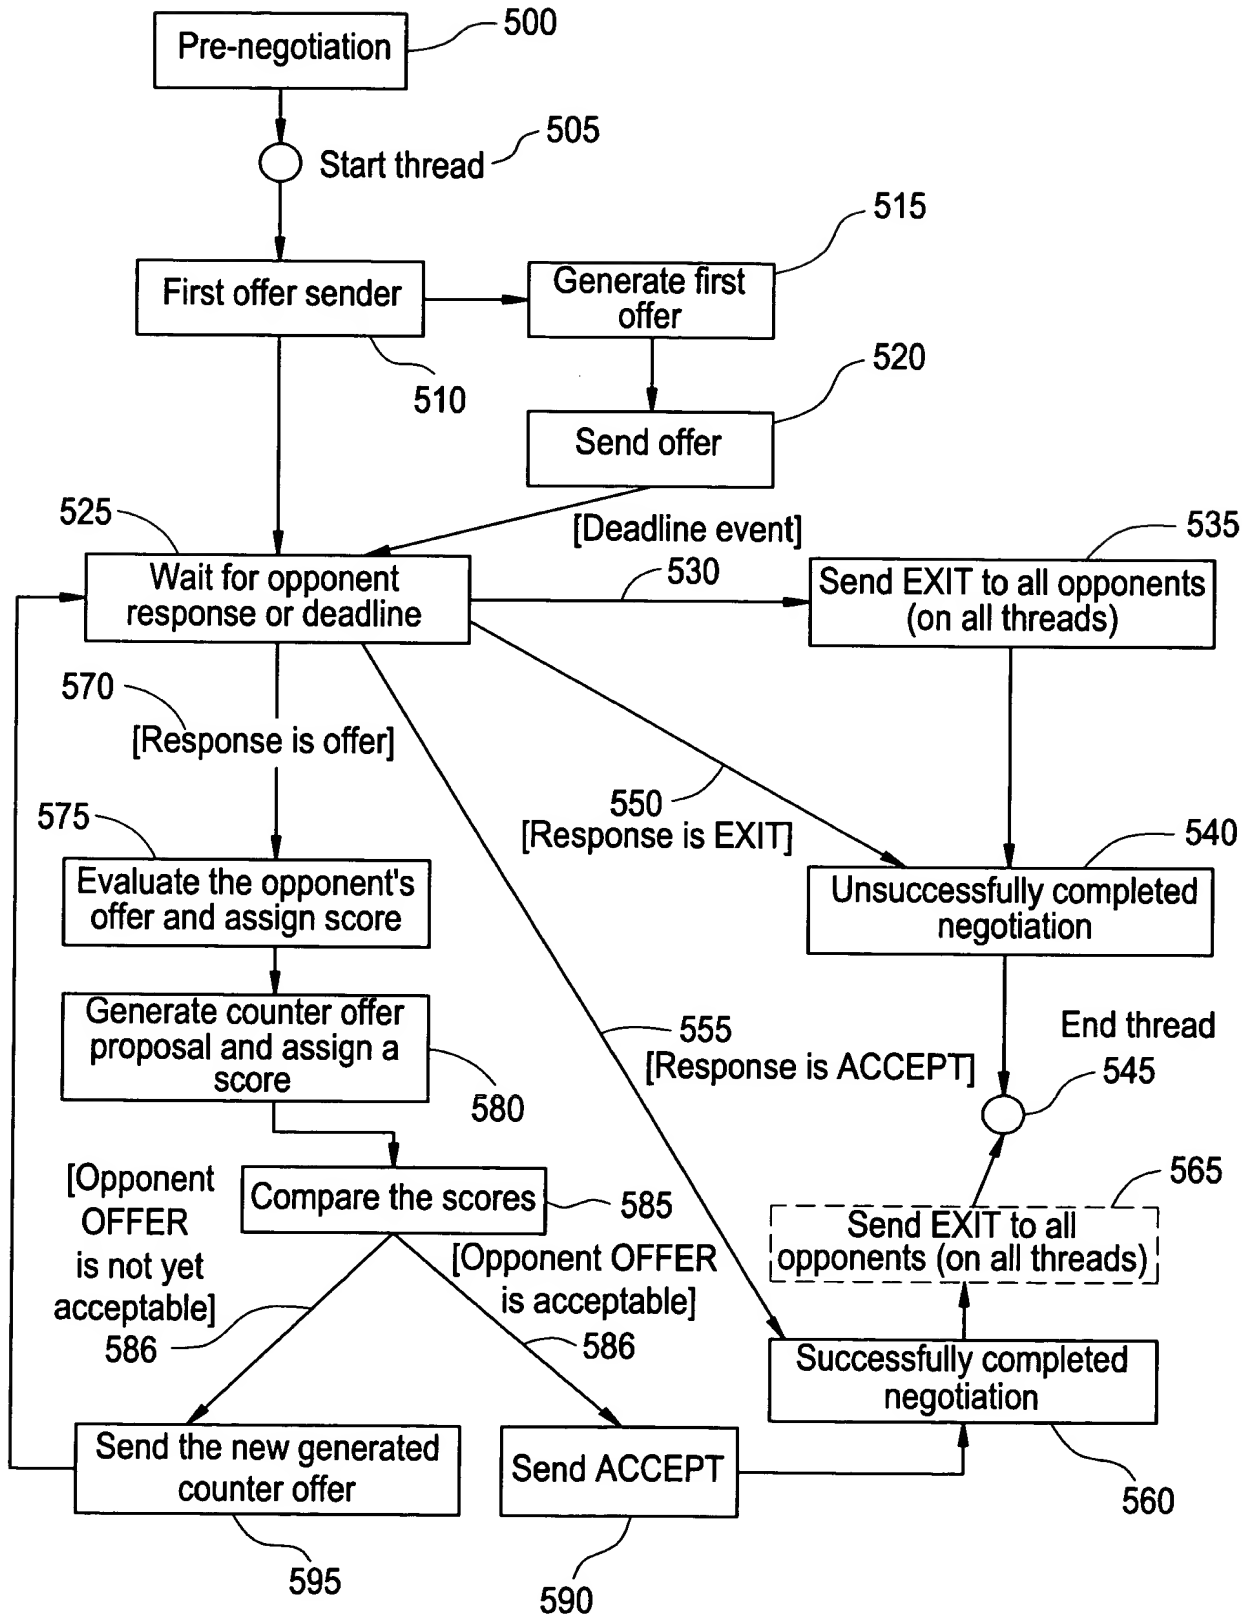 500
Pre-negotiation
505
Start thread
515
Generate first
offer
First offer sender
510
520
Send offer
525
[Deadline event]
530
535
Wait for opponent
response or deadline
Send EXIT to all opponents
(on all threads)
570
[Response is offer]
550
[Response is EXIT]
575
540
Evaluate the opponent's
offer and assign score
Unsuccessfully completed
negotiation
Generate counter offer
proposal and assign a
score
580
555
[Response is ACCEPT]
End thread
545
[Opponent
OFFER
is not yet
acceptable]
586
Compare the scores
585
[Opponent OFFER
is acceptable]
586
565
Send EXIT to all
opponents (on all threads)
Successfully completed
negotiation
560
Send the new generated
counter offer
595
Send ACCEPT
590